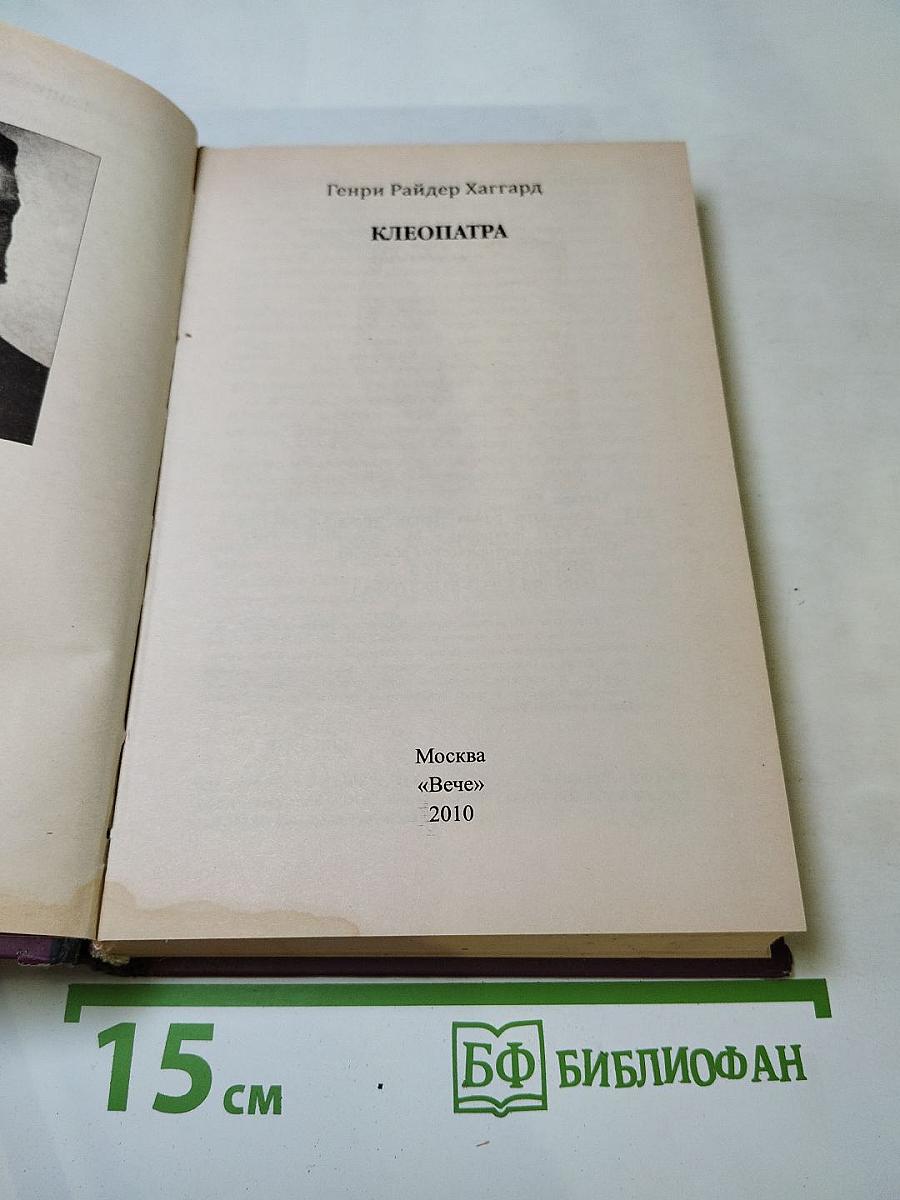 Генри Райдер Хаггард
КЛЕОПАТРА
Москва
«Вече»
2010
15 см
БФ БИБЛИОФАН